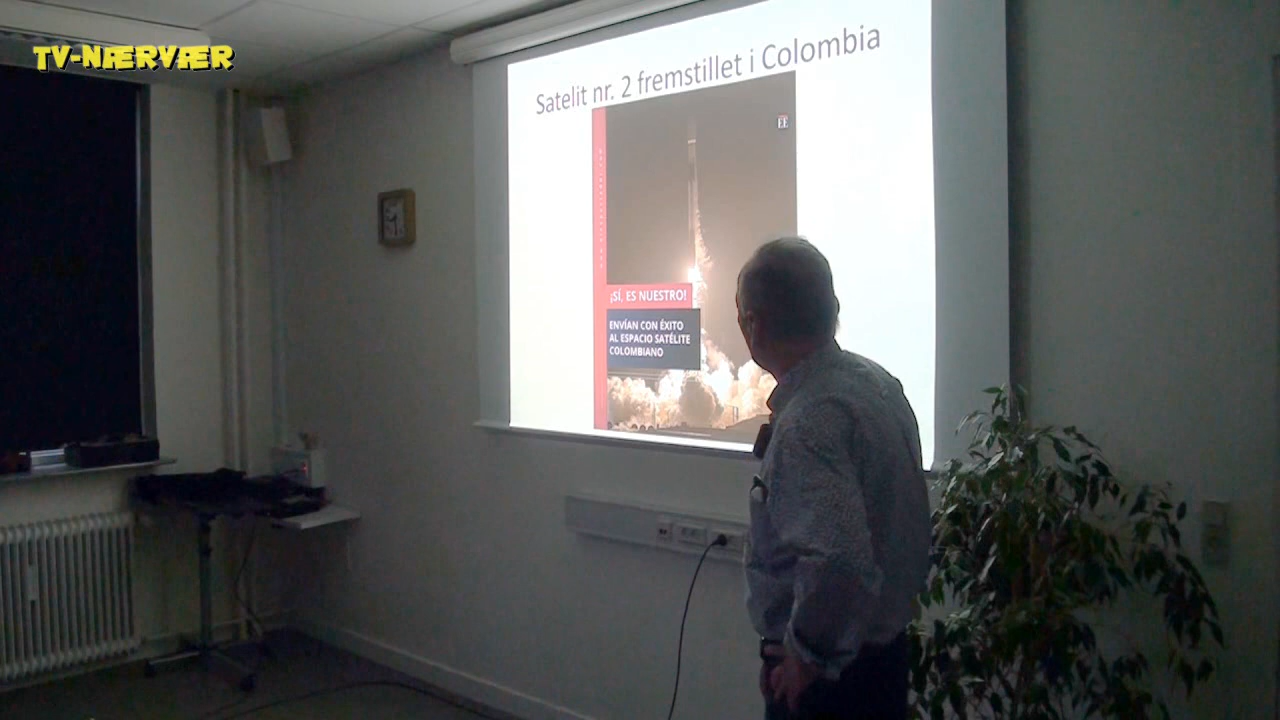 TV-NÆRVÆR
Satelit nr. 2 fremstillet i Colombia
¡SÍ, ES NUESTRO!
ENVÍAN CON ÉXITO
AL ESPACIO SATÉLITE
COLOMBIANO